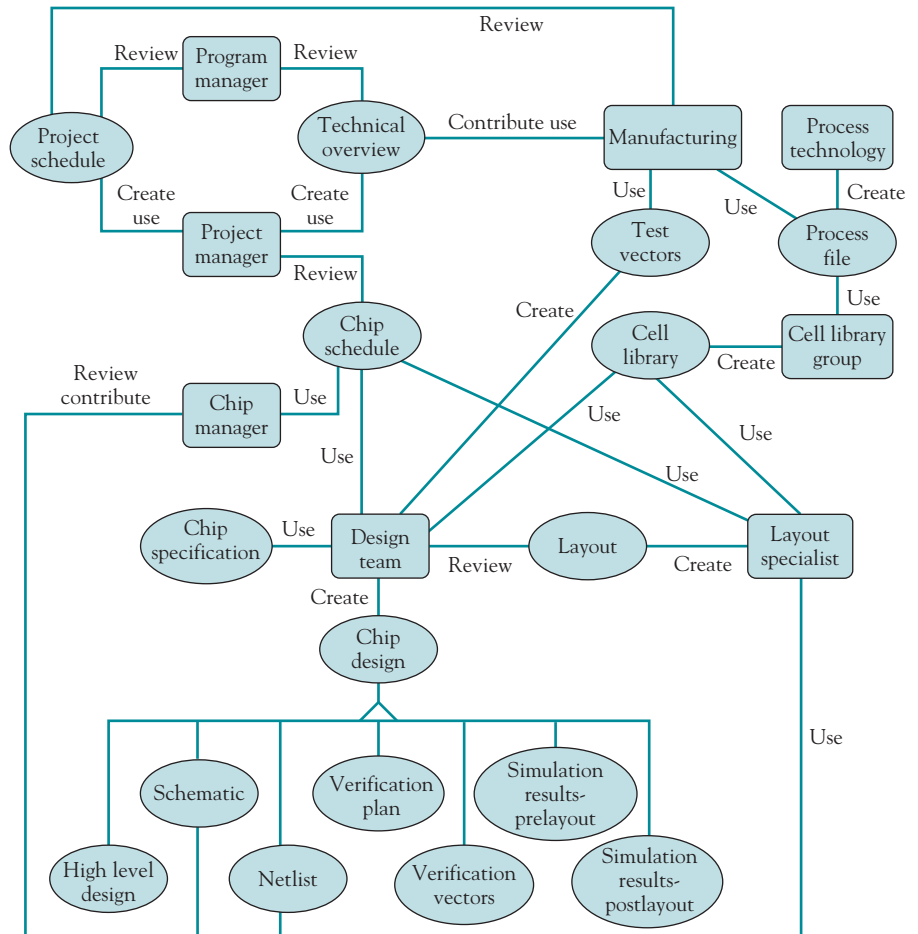 Review
Review
Program
manager
Review
Project
schedule
Technical
overview
Contribute use
Manufacturing
Process
technology
Create
use
Create
use
Use
Use
Create
Project
manager
Test
vectors
Process
file
Review
Use
Create
Chip
schedule
Cell
library
Create
Cell library
group
Review
contribute
Chip
manager
Use
Use
Use
Use
Use
Chip
specification
Use
Design
team
Review
Layout
Create
Layout
specialist
Create
Chip
design
Use
Schematic
Verification
plan
Simulation
results-
prelayout
High level
design
Netlist
Verification
vectors
Simulation
results-
postlayout